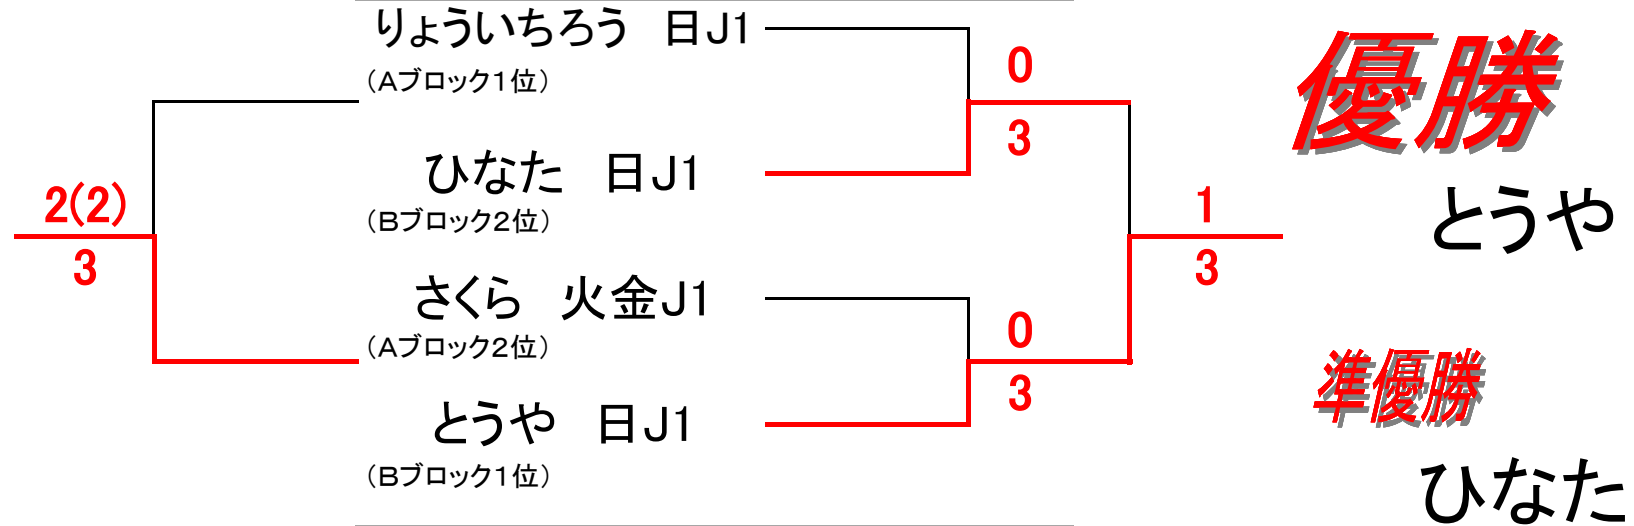 りょういちろう　日J1
（Aブロック1位）
0
3
優勝
ひなた　日J1
（Bブロック2位）
とうや
2(2)
3
1
3
さくら　火金J1
（Aブロック2位）
0
3
準優勝
とうや　日J1
（Bブロック1位）
ひなた